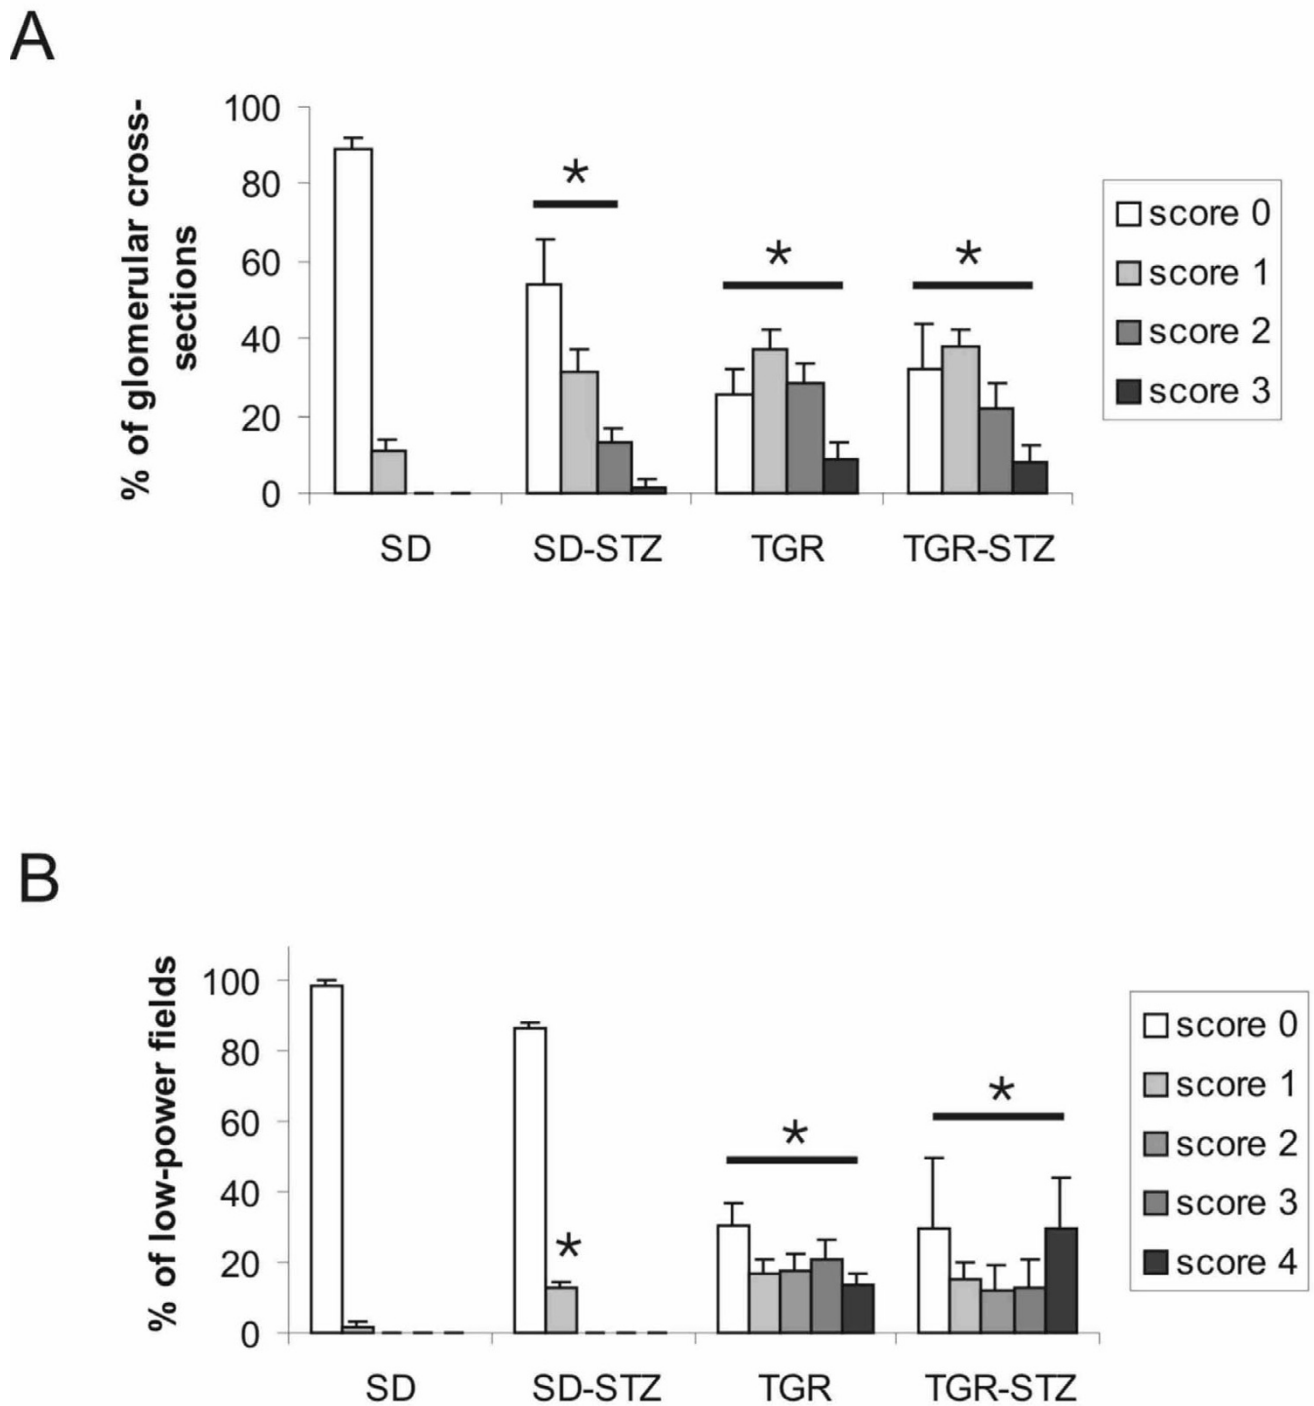 A
% of glomerular cross-
sections
100
80
60
40
20
0
*
*
*
SD
SD-STZ
TGR
TGR-STZ
score 0
score 1
score 2
score 3
B
% of low-power fields
100
80
60
40
20
0
*
*
*
SD
SD-STZ
TGR
TGR-STZ
score 0
score 1
score 2
score 3
score 4